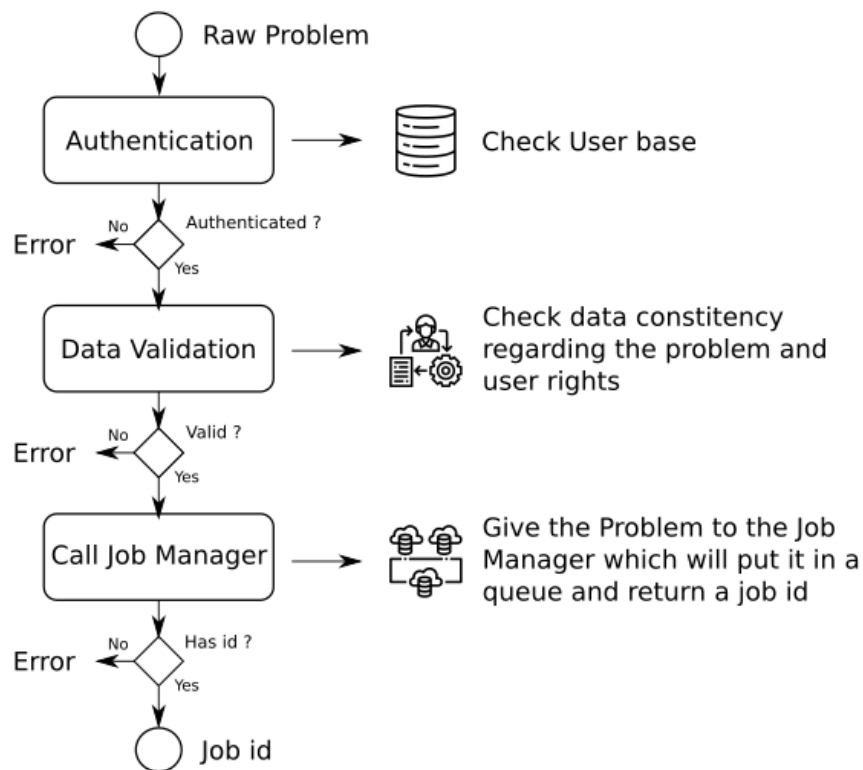 Raw Problem
Authentication
Check User base
Authenticated ?
No
Error
Yes
Data Validation
Check data constitency
regarding the problem and
user rights
Valid ?
No
Error
Yes
Call Job Manager
Give the Problem to the Job
Manager which will put it in a
queue and return a job id
Has id ?
No
Error
Yes
Job id